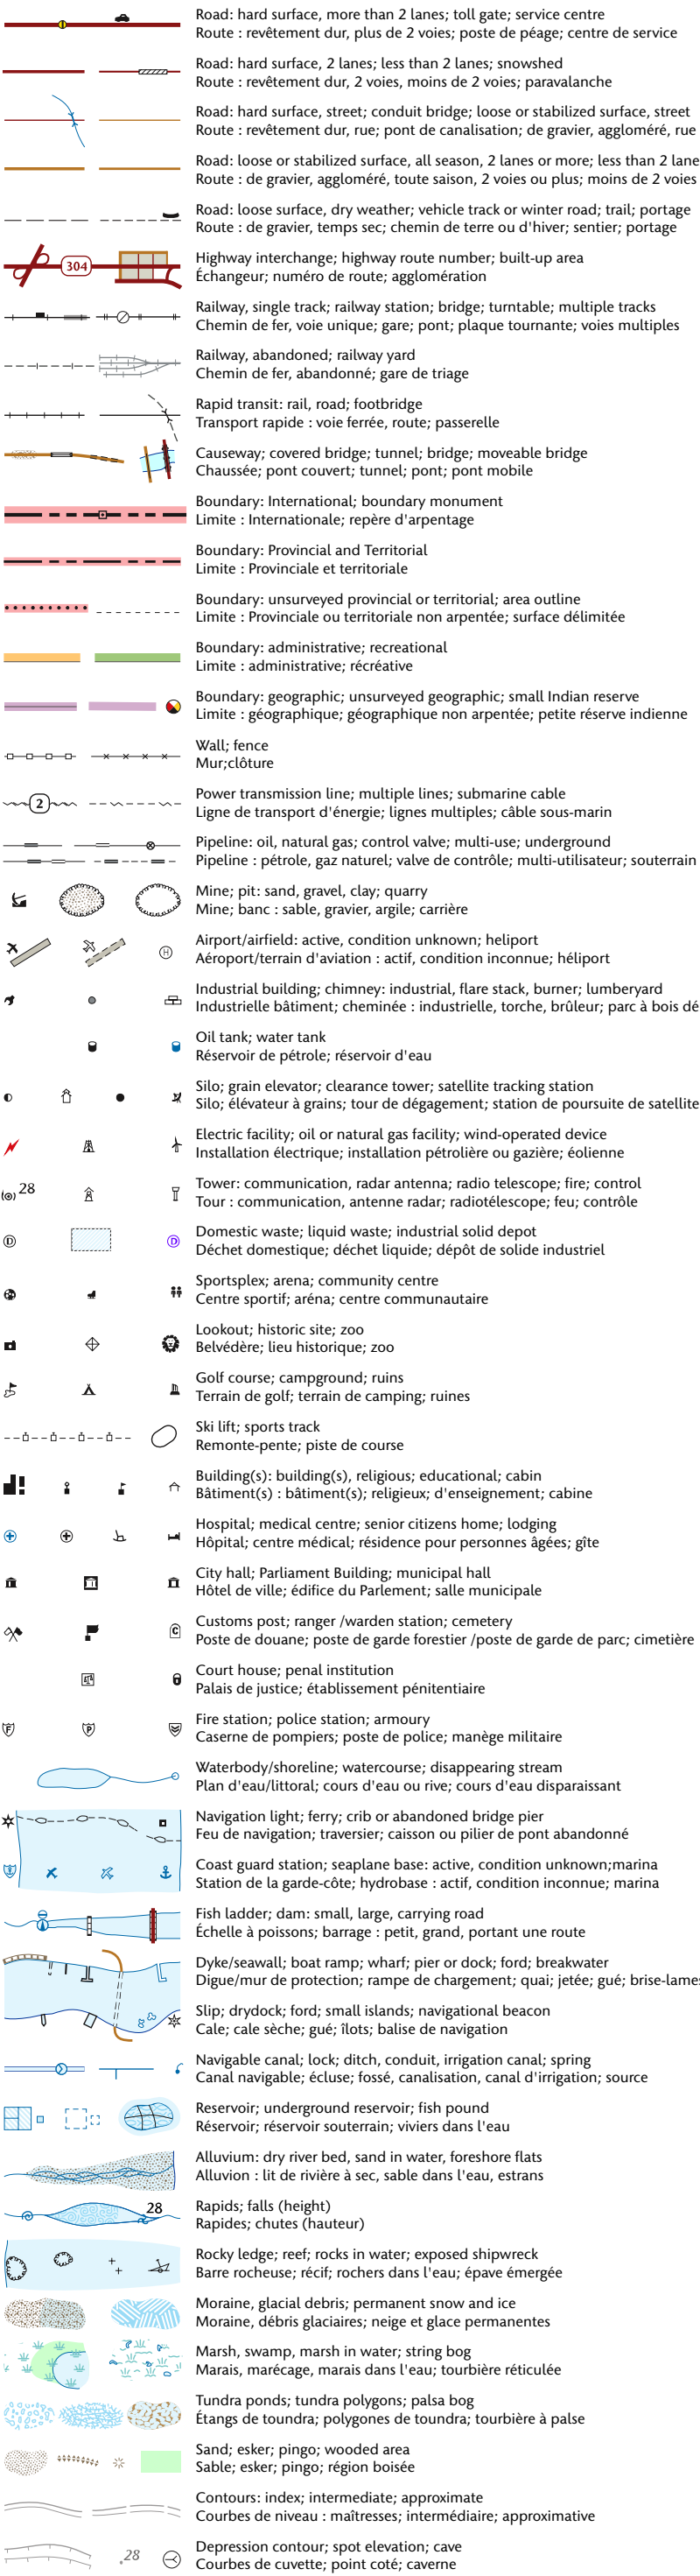 Road: hard surface, more than 2 lanes; toll gate; service centre
Route : revêtement dur, plus de 2 voies; poste de péage; centre de service
Road: hard surface, 2 lanes; less than 2 lanes; snowshed
Route : revêtement dur, 2 voies, moins de 2 voies; paravalanche
Road: hard surface, street; conduit bridge; loose or stabilized surface, street
Route : revêtement dur, rue; pont de canalisation; de gravier, aggloméré, rue
Road: loose or stabilized surface, all season, 2 lanes or more; less than 2 lane
Route : de gravier, aggloméré, toute saison, 2 voies ou plus; moins de 2 voies
Road: loose surface, dry weather; vehicle track or winter road; trail; portage
Route : de gravier, temps sec; chemin de terre ou d'hiver; sentier; portage
304
Highway interchange; highway route number; built-up area
Échangeur; numéro de route; agglomération
Railway, single track; railway station; bridge; turntable; multiple tracks
Chemin de fer, voie unique; gare; pont; plaque tournante; voies multiples
Railway, abandoned; railway yard
Chemin de fer, abandonné; gare de triage
Rapid transit: rail, road; footbridge
Transport rapide : voie ferrée, route; passerelle
Causeway; covered bridge; tunnel; bridge; moveable bridge
Chaussée; pont couvert; tunnel; pont; pont mobile
Boundary: International; boundary monument
Limite : Internationale; repère d'arpentage
Boundary: Provincial and Territorial
Limite : Provinciale et territoriale
Boundary: unsurveyed provincial or territorial; area outline
Limite : Provinciale ou territoriale non arpentée; surface délimitée
Boundary: administrative; recreational
Limite : administrative; récréative
Boundary: geographic; unsurveyed geographic; small Indian reserve
Limite : géographique; géographique non arpentée; petite réserve indienne
Wall; fence
Mur;clôture
2
Power transmission line; multiple lines; submarine cable
Ligne de transport d'énergie; lignes multiples; câble sous-marin
Pipeline: oil, natural gas; control valve; multi-use; underground
Pipeline : pétrole, gaz naturel; valve de contrôle; multi-utilisateur; souterrain
Mine; pit: sand, gravel, clay; quarry
Mine; banc : sable, gravier, argile; carrière
H
Airport/airfield: active, condition unknown; heliport
Aéroport/terrain d'aviation : actif, condition inconnue; héliport
Industrial building; chimney: industrial, flare stack, burner; lumberyard
Industrielle bâtiment; cheminée : industrielle, torche, brûleur; parc à bois dé
Oil tank; water tank
Réservoir de pétrole; réservoir d'eau
Silo; grain elevator; clearance tower; satellite tracking station
Silo; élévateur à grains; tour de dégagement; station de poursuite de satellite
Electric facility; oil or natural gas facility; wind-operated device
Installation électrique; installation pétrolière ou gazière; éolienne
28
Tower: communication, radar antenna; radio telescope; fire; control
Tour : communication, antenne radar; radiotélescope; feu; contrôle
D D
Domestic waste; liquid waste; industrial solid depot
Déchet domestique; déchet liquide; dépôt de solide industriel
Sportsplex; arena; community centre
Centre sportif; aréna; centre communautaire
Lookout; historic site; zoo
Belvédère; lieu historique; zoo
Golf course; campground; ruins
Terrain de golf; terrain de camping; ruines
Ski lift; sports track
Remonte-pente; piste de course
Building(s): building(s), religious; educational; cabin
Bâtiment(s) : bâtiment(s); religieux; d'enseignement; cabine
Hospital; medical centre; senior citizens home; lodging
Hôpital; centre médical; résidence pour personnes âgées; gîte
City hall; Parliament Building; municipal hall
Hôtel de ville; édifice du Parlement; salle municipale
C
Customs post; ranger /warden station; cemetery
Poste de douane; poste de garde forestier /poste de garde de parc; cimetière
Court house; penal institution
Palais de justice; établissement pénitentiaire
F P
Fire station; police station; armoury
Caserne de pompiers; poste de police; manège militaire
Waterbody/shoreline; watercourse; disappearing stream
Plan d'eau/littoral; cours d'eau ou rive; cours d'eau disparaissant
Navigation light; ferry; crib or abandoned bridge pier
Feu de navigation; traversier; caisson ou pilier de pont abandonné
Coast guard station; seaplane base: active, condition unknown;marina
Station de la garde-côte; hydrobase : actif, condition inconnue; marina
Fish ladder; dam: small, large, carrying road
Échelle à poissons; barrage : petit, grand, portant une route
Dyke/seawall; boat ramp; wharf; pier or dock; ford; breakwater
Digue/mur de protection; rampe de chargement; quai; jetée; gué; brise-lames
Slip; drydock; ford; small islands; navigational beacon
Cale; cale sèche; gué; îlots; balise de navigation
Navigable canal; lock; ditch, conduit, irrigation canal; spring
Canal navigable; écluse; fossé, canalisation, canal d'irrigation; source
Reservoir; underground reservoir; fish pound
Réservoir; réservoir souterrain; viviers dans l'eau
Alluvium: dry river bed, sand in water, foreshore flats
Alluvion : lit de rivière à sec, sable dans l'eau, estrans
28
Rapids; falls (height)
Rapides; chutes (hauteur)
Rocky ledge; reef; rocks in water; exposed shipwreck
Barre rocheuse; récif; rochers dans l'eau; épave émergée
Moraine, glacial debris; permanent snow and ice
Moraine, débris glaciaires; neige et glace permanentes
Marsh, swamp, marsh in water; string bog
Marais, marécage, marais dans l'eau; tourbière réticulée
Tundra ponds; tundra polygons; palsa bog
Étangs de toundra; polygones de toundra; tourbière à palse
Sand; esker; pingo; wooded area
Sable; esker; pingo; région boisée
Contours: index; intermediate; approximate
Courbes de niveau : maîtresses; intermédiaire; approximative
.28
Depression contour; spot elevation; cave
Courbes de cuvette; point coté; caverne